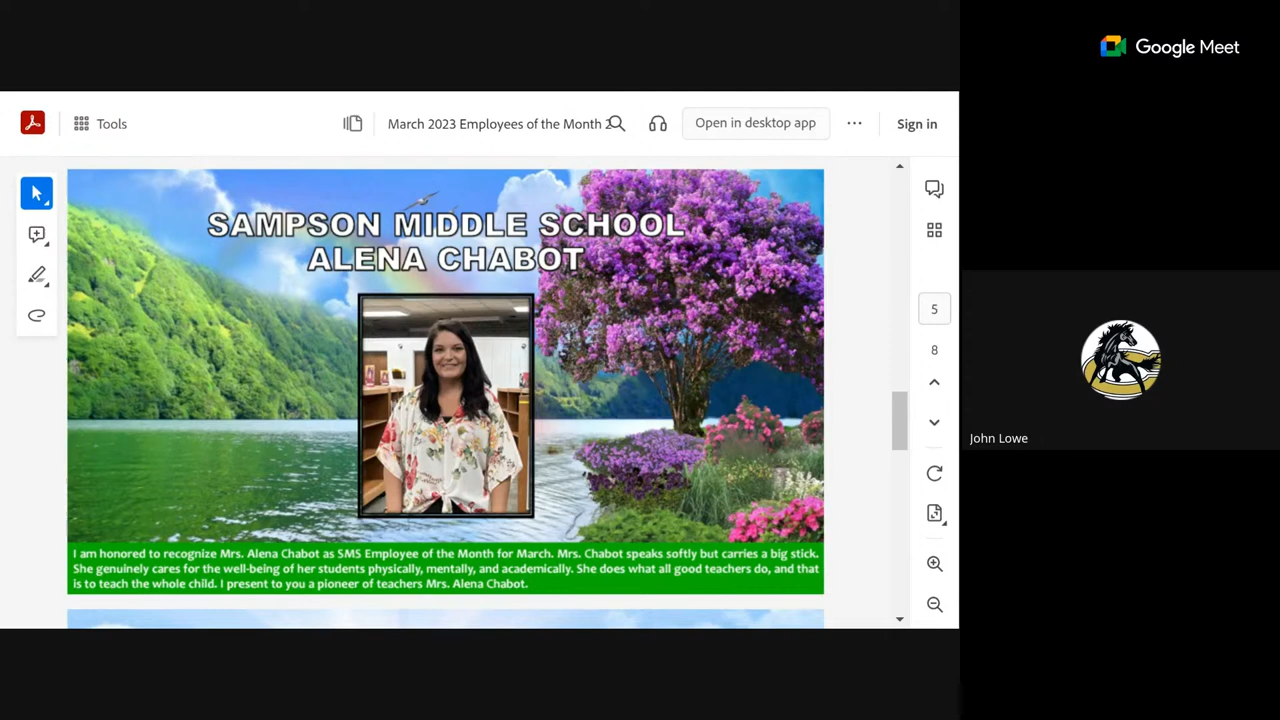 Google Meet
Tools
March 2023 Employees of the Month 2
Open in desktop app
Sign in
SAMPSON MIDDLE SCHOOL
ALENA CHABOT
5
8
John Lowe
I am honored to recognize Mrs. Alena Chabot as SMS Employee of the Month for March. Mrs. Chabot speaks softly but carries a big stick.
She genuinely cares for the well-being of her students physically, mentally, and academically. She does what all good teachers do, and that
is to teach the whole child. I present to you a pioneer of teachers Mrs. Alena Chabot.